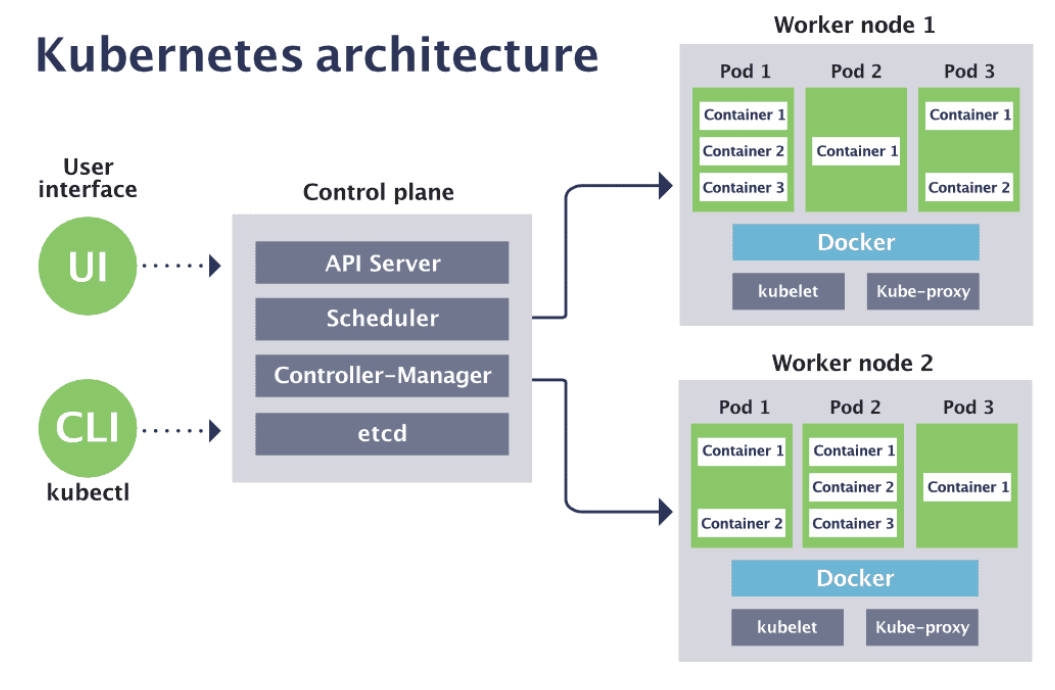 Kubernetes architecture
User
interface
UI
CLI
kubectl
Control plane
API Server
Scheduler
Controller-Manager
etcd
Worker node 1
Pod 1
Pod 2
Pod 3
Container 1
Container 2
Container 3
Container 1
Container 1
Container 2
Docker
kubelet
Kube-proxy
Worker node 2
Pod 1
Pod 2
Pod 3
Container 1
Container 2
Container 1
Container 2
Container 3
Container 1
Docker
kubelet
Kube-proxy